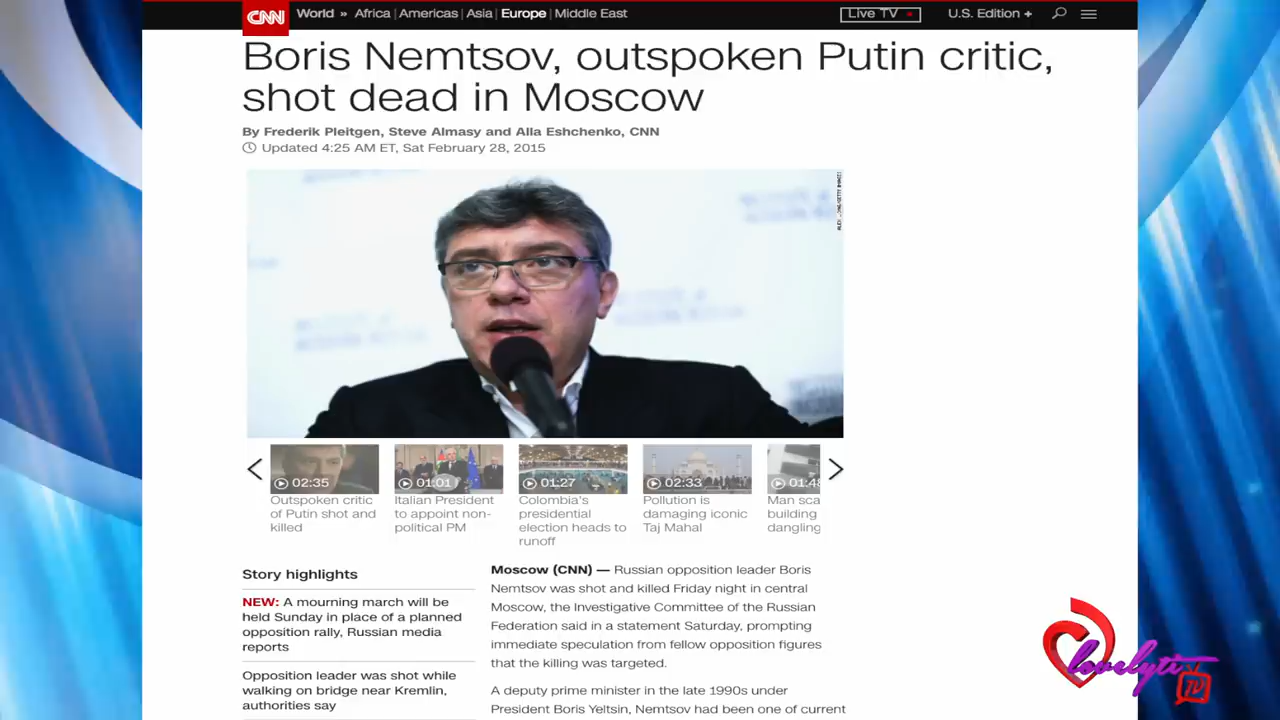 CNN World » Africa | Americas | Asia | Europe | Middle East Live TV U.S. Edition +
Boris Nemtsov, outspoken Putin critic,
shot dead in Moscow
By Frederik Pleitgen, Steve Almasy and Alla Eshchenko, CNN
Updated 4:25 AM ET, Sat February 28, 2015
02:35
Outspoken critic
of Putin shot and
killed
01:01
Italian President
to appoint non-
political PM
01:27
Colombia's
presidential
election heads to
runoff
02:33
Pollution is
damaging iconic
Taj Mahal
01:48
Man sca
building
dangling
Story highlights
NEW: A mourning march will be
held Sunday in place of a planned
opposition rally, Russian media
reports
Opposition leader was shot while
walking on bridge near Kremlin,
authorities say
Moscow (CNN) — Russian opposition leader Boris
Nemtsov was shot and killed Friday night in central
Moscow, the Investigative Committee of the Russian
Federation said in a statement Saturday, prompting
immediate speculation from fellow opposition figures
that the killing was targeted.
A deputy prime minister in the late 1990s under
President Boris Yeltsin, Nemtsov had been one of current
lovelyti
TV